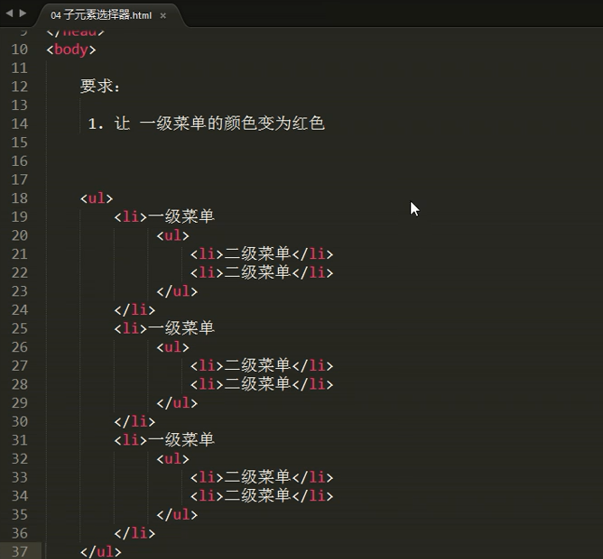 04 子元素选择器.html ×
9 </head>
10 <body>
11
12 要求：
13
14 1. 让 一级菜单的颜色变为红色
15
16
17
18 <ul>
19 <li>一级菜单
20 <ul>
21 <li>二级菜单</li>
22 <li>二级菜单</li>
23 </ul>
24 </li>
25 <li>一级菜单
26 <ul>
27 <li>二级菜单</li>
28 <li>二级菜单</li>
29 </ul>
30 </li>
31 <li>一级菜单
32 <ul>
33 <li>二级菜单</li>
34 <li>二级菜单</li>
35 </ul>
36 </li>
37 </ul>